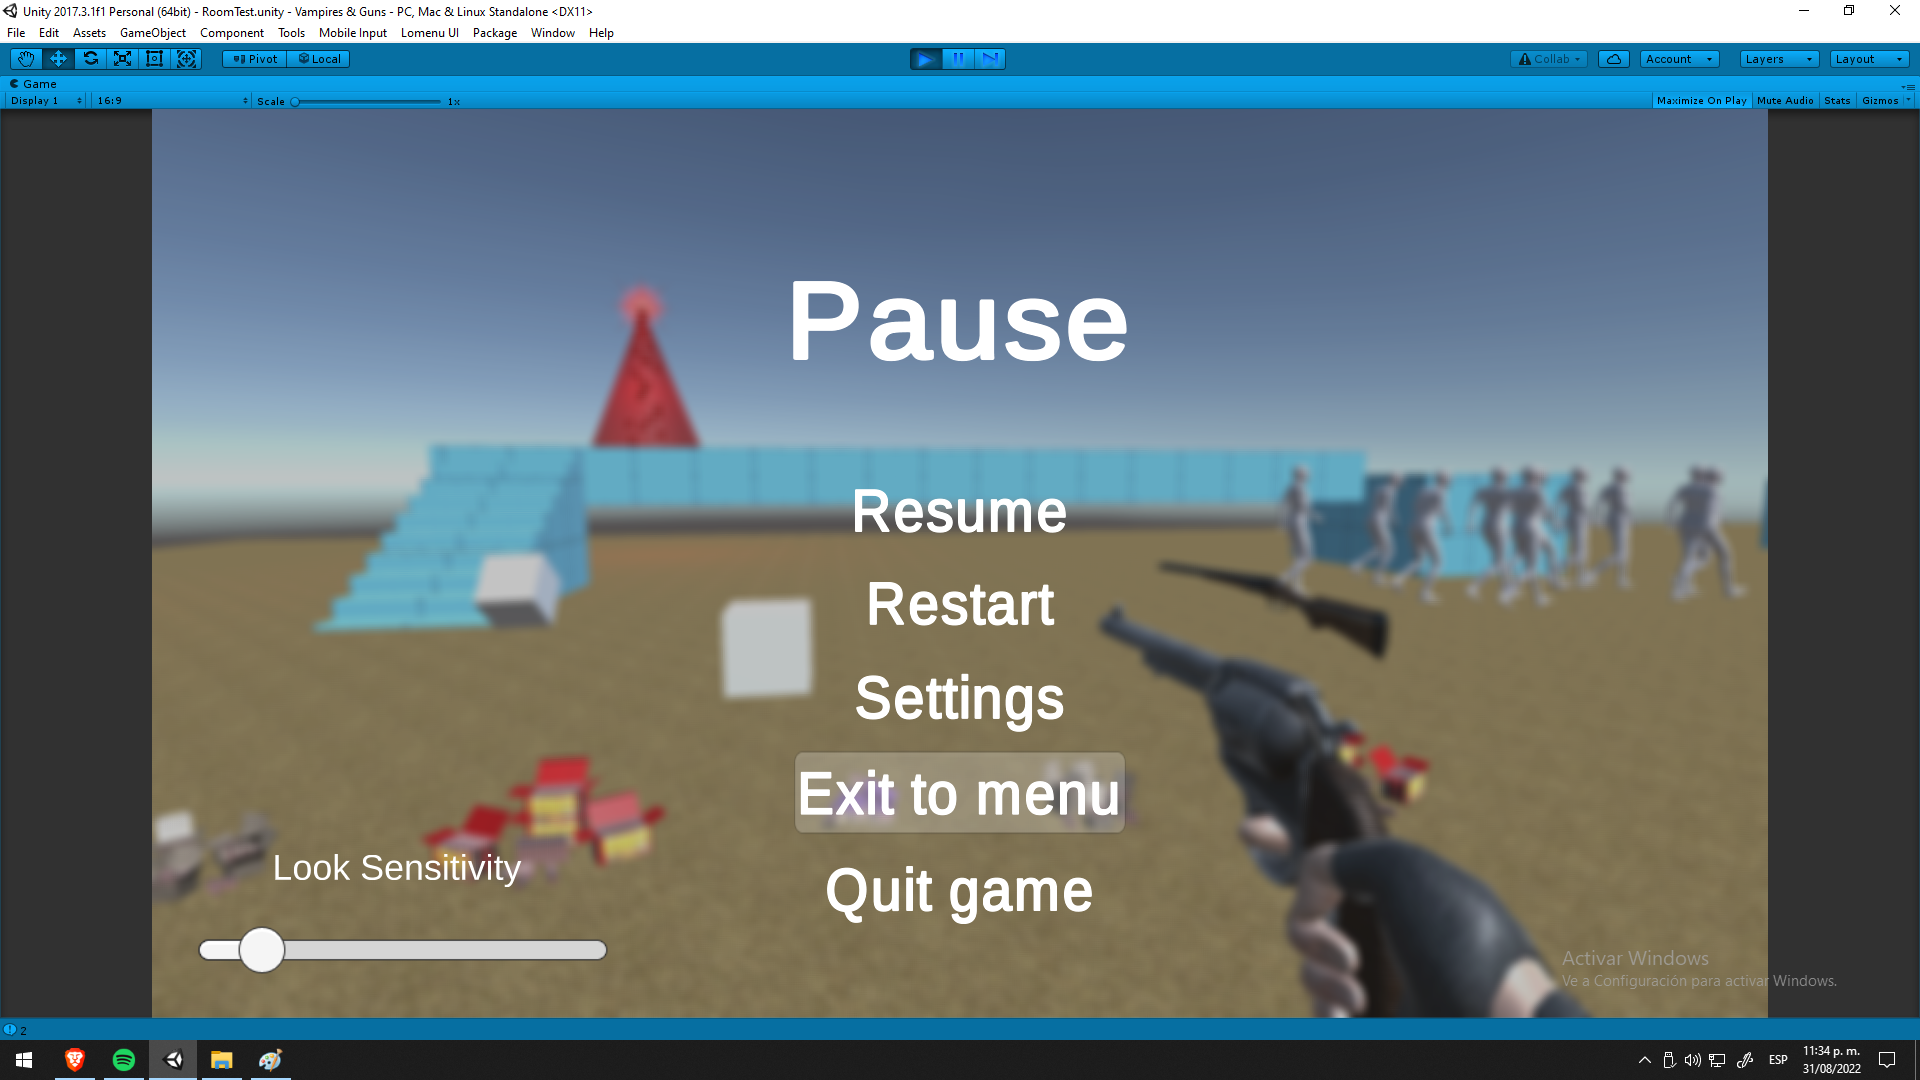 Unity 2017.3.1f1 Personal (64bit) - RoomTest.unity - Vampires & Guns - PC, Mac & Linux Standalone <DX11>
File Edit Assets GameObject Component Tools Mobile Input Lomenu UI Package Window Help
Pivot Local Collab Account Layers Layout
Game
Display 1 16:9 Scale 1x Maximize On Play Mute Audio Stats Gizmos
Pause
Resume
Restart
Settings
Exit to menu
Look Sensitivity
Quit game
Activar Windows
Ve a Configuración para activar Windows.
2
ESP
11:34 p. m.
31/08/2022